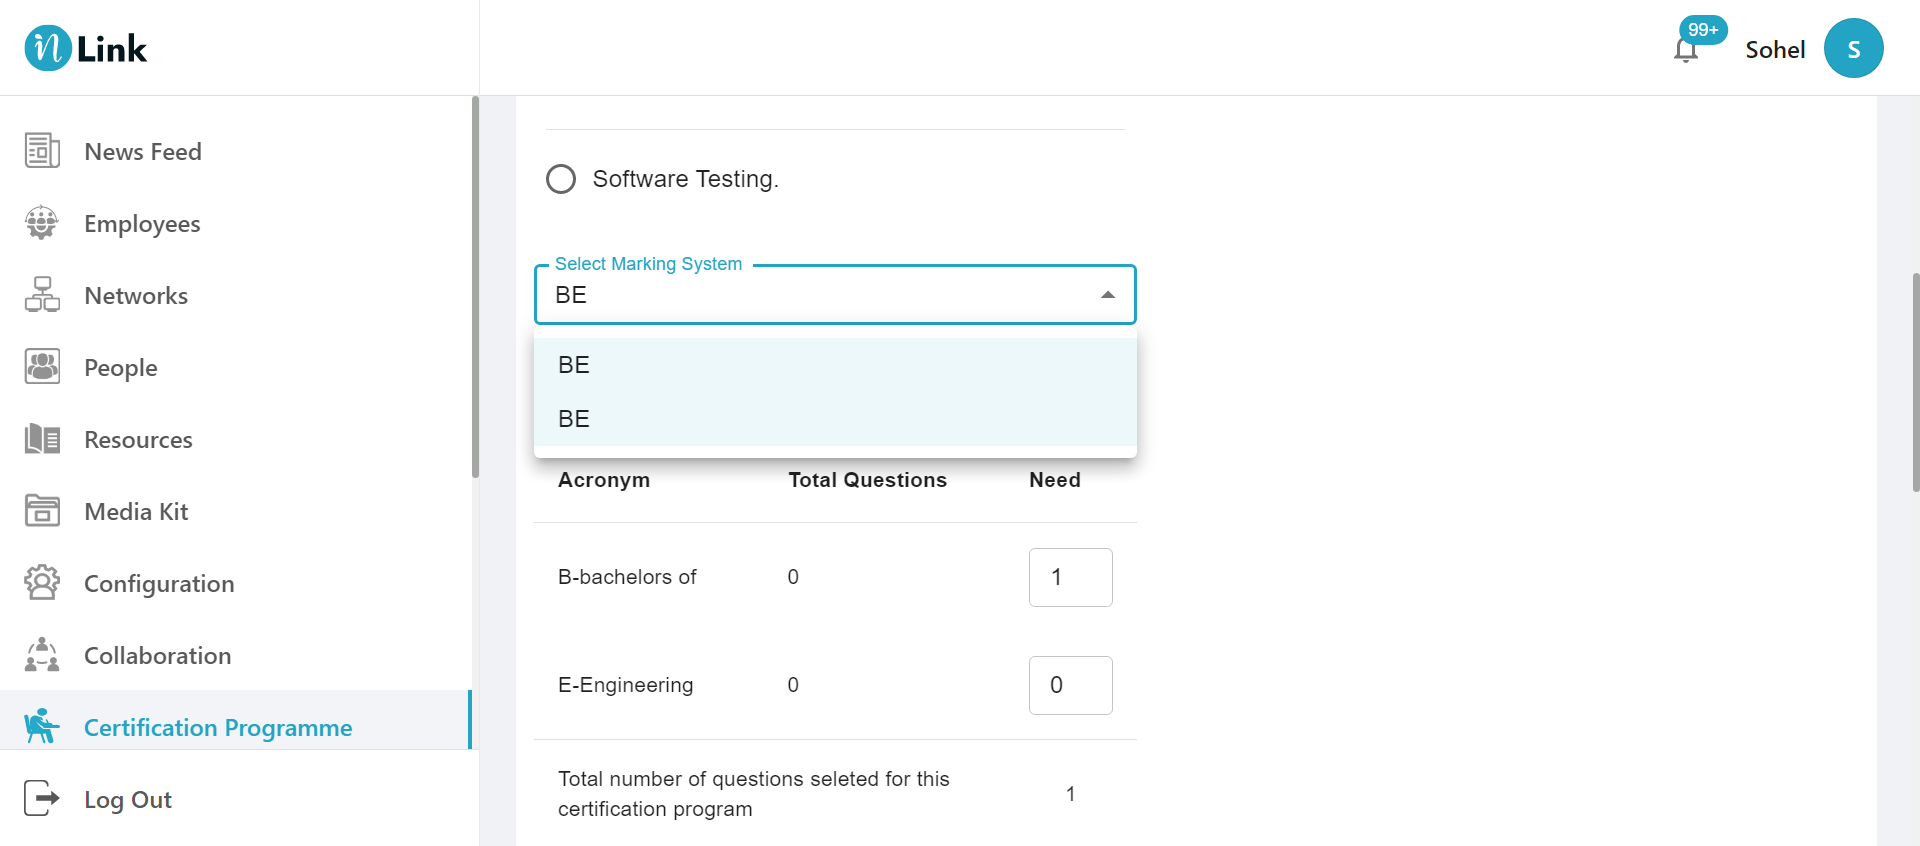 n Link
99+
Sohel
S
News Feed
Employees
Networks
People
Resources
Media Kit
Configuration
Collaboration
Certification Programme
Log Out
Software Testing.
Select Marking System
BE
BE
BE
Acronym Total Questions Need
B-bachelors of 0 1
E-Engineering 0 0
Total number of questions seleted for this
certification program
1